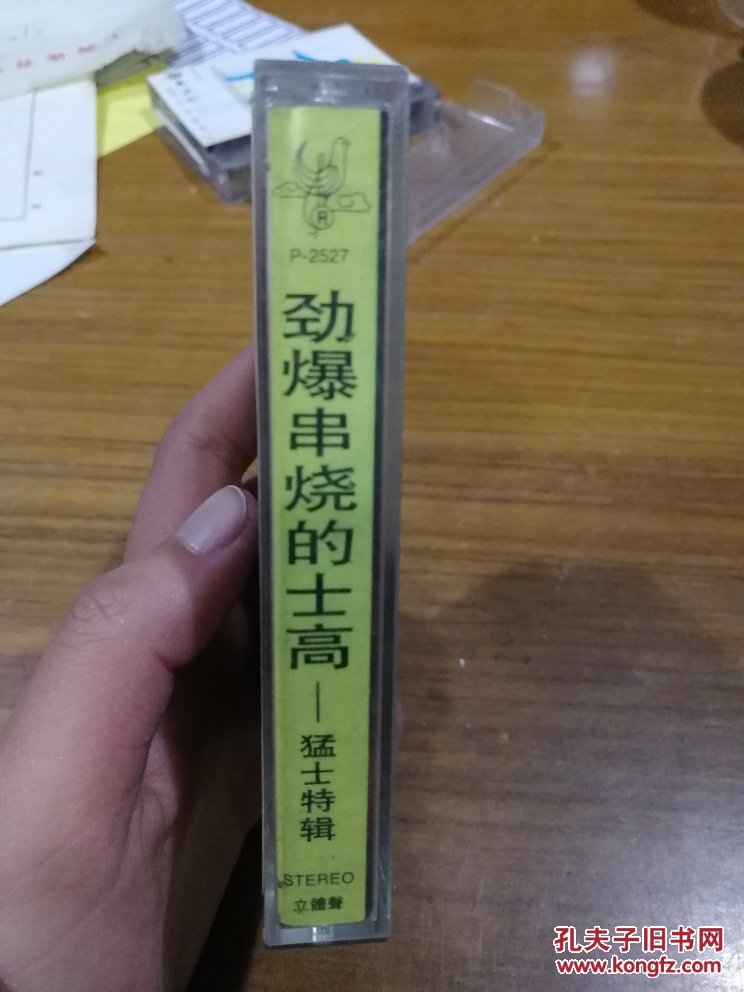 P-2527
劲爆串烧的士高
—猛士特辑
STEREO
立體聲
孔夫子旧书网
www.kongfz.com